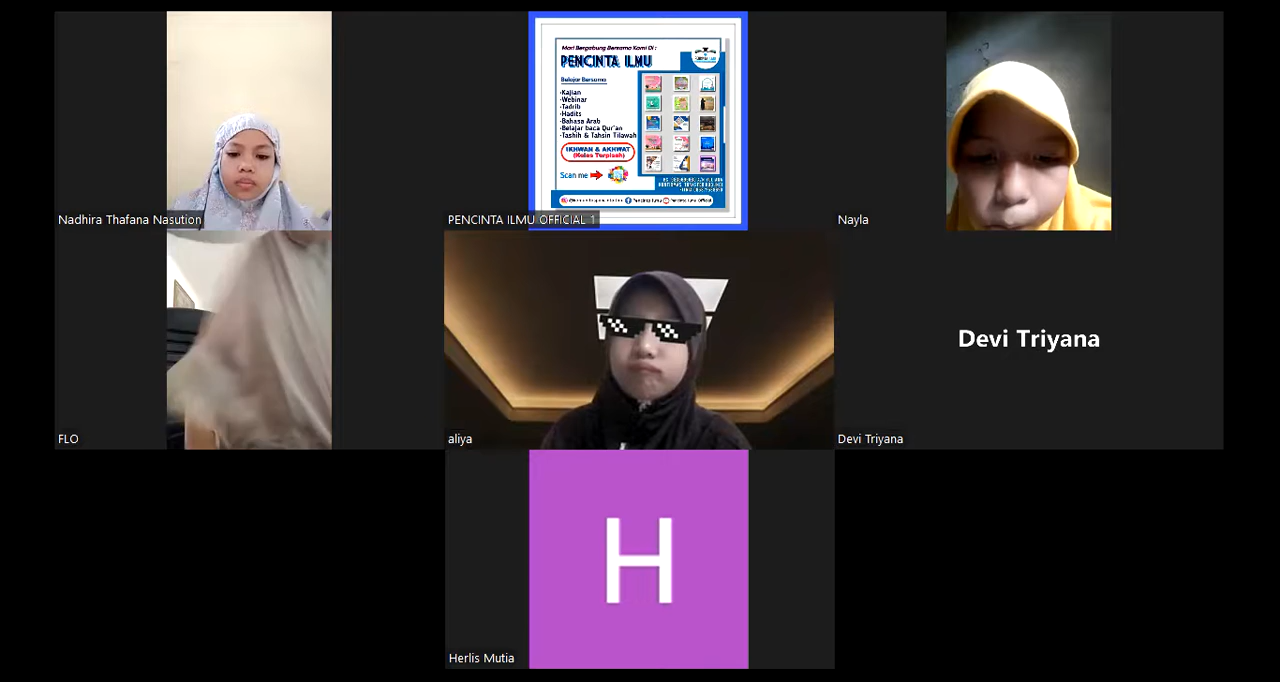 Mari Bergabung Bersama Kami Di :
PENCINTA ILMU
Belajar Bersama
-Kajian
-Webinar
-Tadrib
-Hadits
-Bahasa Arab
-Belajar baca Qur'an
-Tashih & Tahsin Tilawah
IKHWAN & AKHWAT
(Kelas Terpisah)
Scan me
Nadhira Thafana Nasution
PENCINTA ILMU OFFICIAL 1
Nayla
FLO
aliya
Devi Triyana
Devi Triyana
H
Herlis Mutia